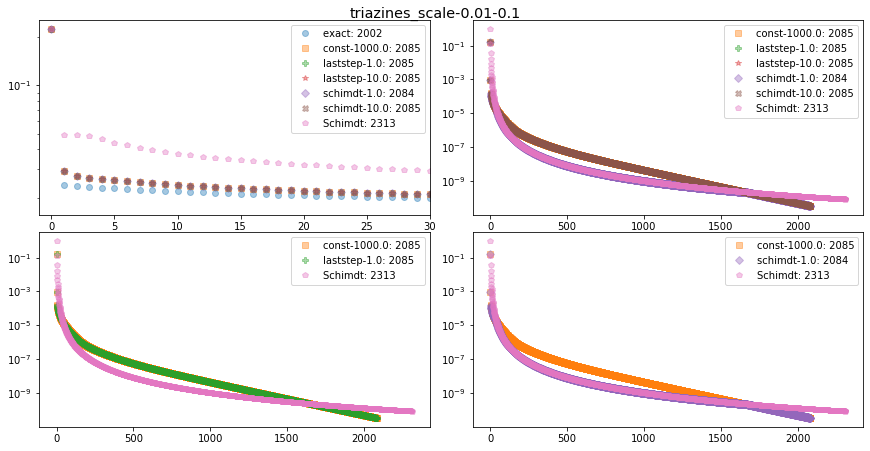 triazines_scale-0.01-0.1
exact: 2002
const-1000.0: 2085
laststep-1.0: 2085
laststep-10.0: 2085
schimdt-1.0: 2084
schimdt-10.0: 2085
Schimdt: 2313
10⁻¹
0 5 10 15 20 25 30
const-1000.0: 2085
laststep-1.0: 2085
laststep-10.0: 2085
schimdt-1.0: 2084
schimdt-10.0: 2085
Schimdt: 2313
10⁻¹
10⁻³
10⁻⁵
10⁻⁷
10⁻⁹
0 500 1000 1500 2000
const-1000.0: 2085
laststep-1.0: 2085
Schimdt: 2313
10⁻¹
10⁻³
10⁻⁵
10⁻⁷
10⁻⁹
0 500 1000 1500 2000
const-1000.0: 2085
schimdt-1.0: 2084
Schimdt: 2313
10⁻¹
10⁻³
10⁻⁵
10⁻⁷
10⁻⁹
0 500 1000 1500 2000